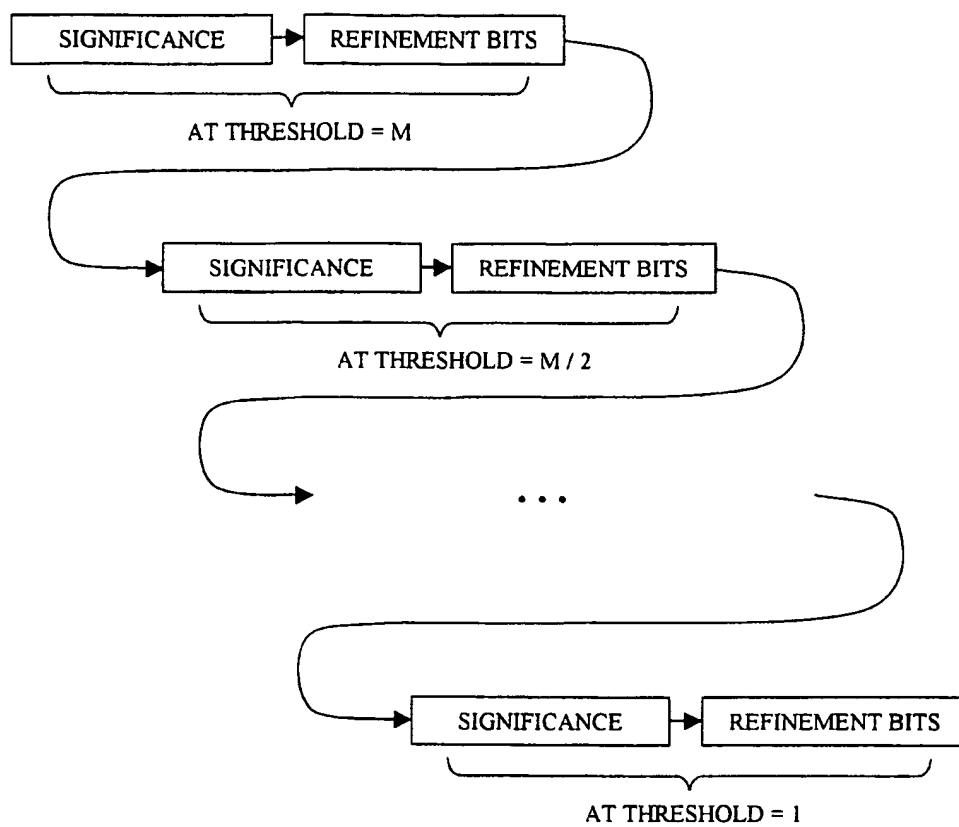 SIGNIFICANCE
REFINEMENT BITS
AT THRESHOLD = M
SIGNIFICANCE
REFINEMENT BITS
AT THRESHOLD = M / 2
• • •
SIGNIFICANCE
REFINEMENT BITS
AT THRESHOLD = 1